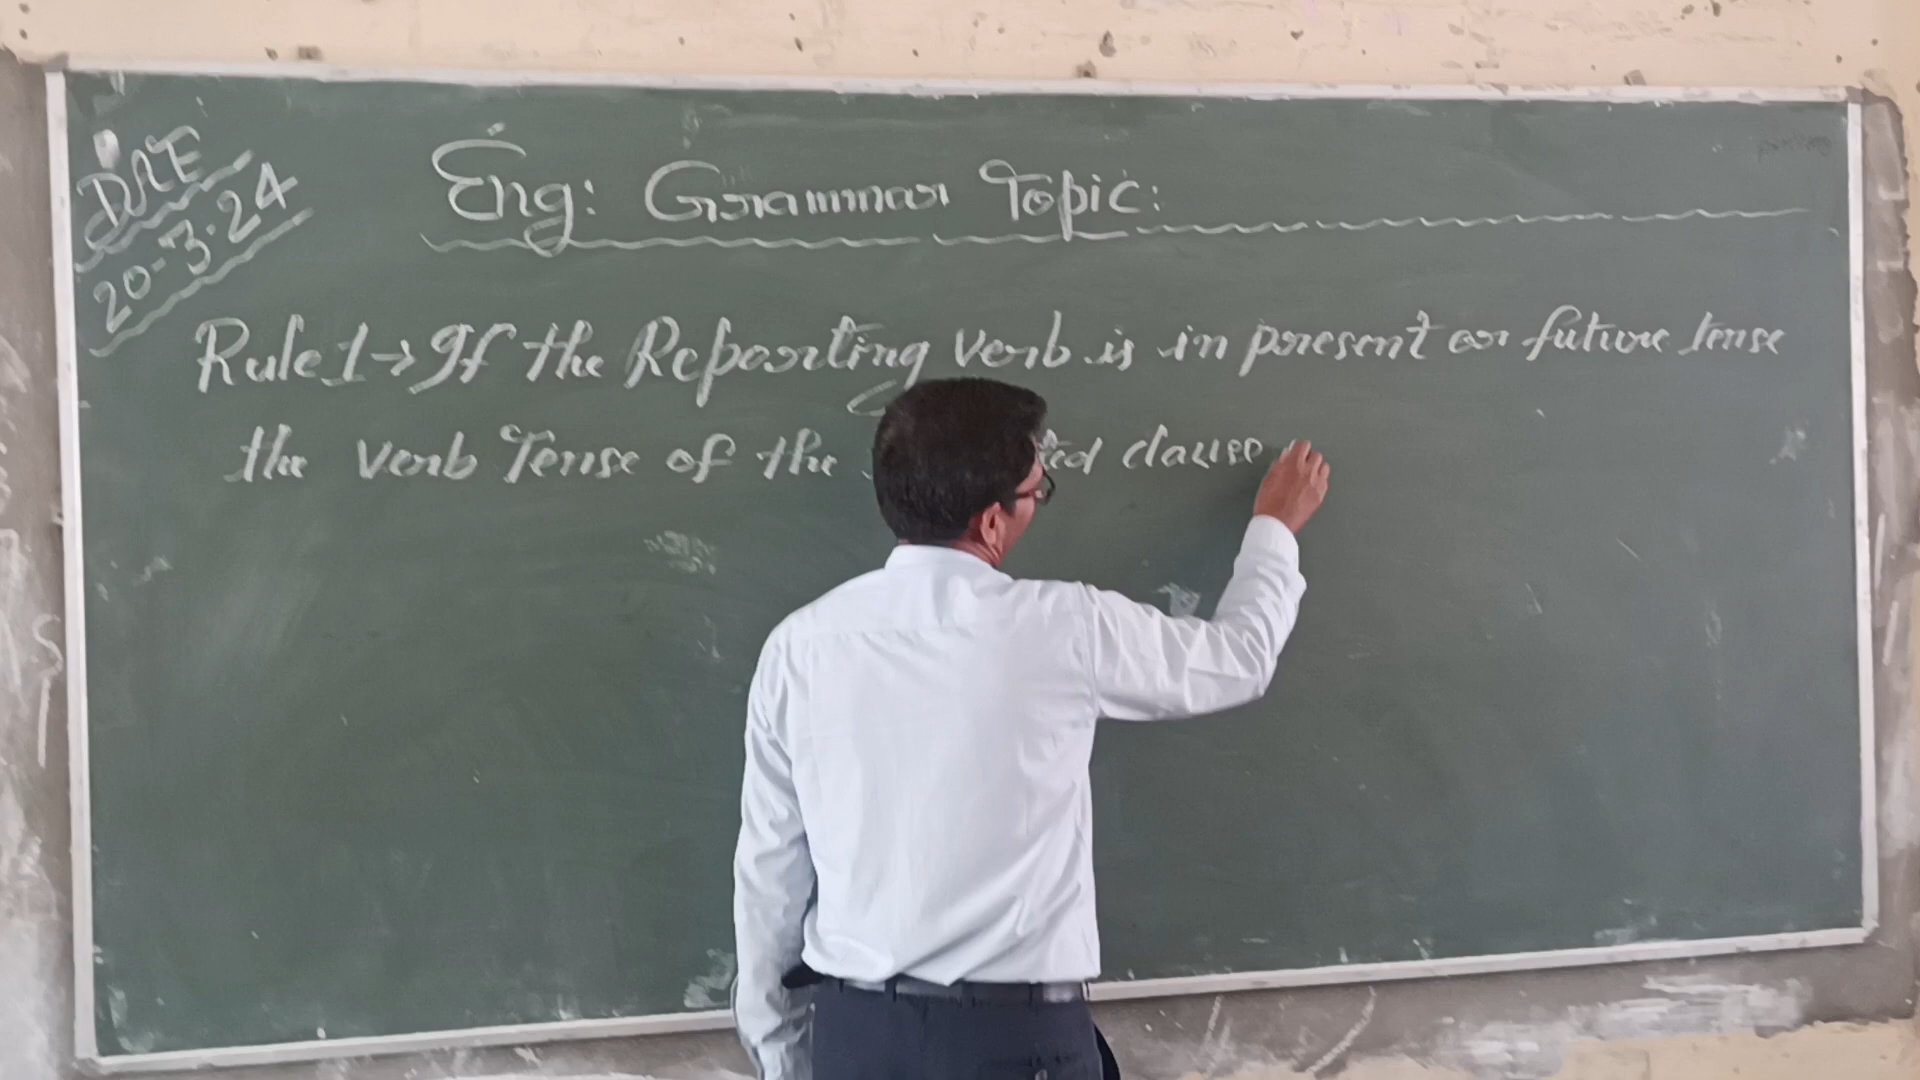 DATE
20-3-24
Eng: Grammar Topic:
Rule 1→ If the Reporting verb is in present or future tense
the verb Tense of the clause